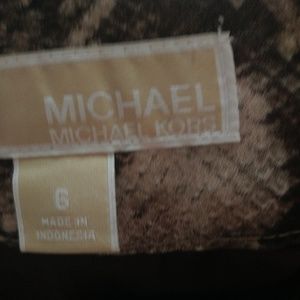 MICHAEL
MICHAEL KORS
6
MADE IN
INDONESIA